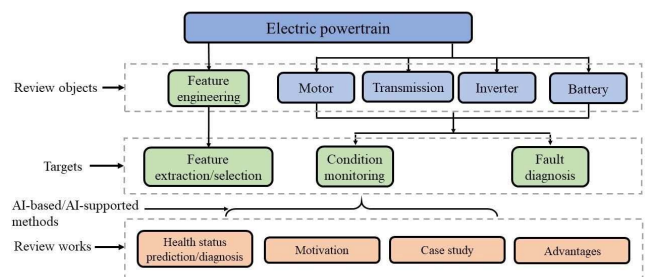 Electric powertrain
Review objects
Feature
engineering
Motor
Transmission
Inverter
Battery
Targets
Feature
extraction/selection
Condition
monitoring
Fault
diagnosis
AI-based/AI-supported
methods
Review works
Health status
prediction/diagnosis
Motivation
Case study
Advantages